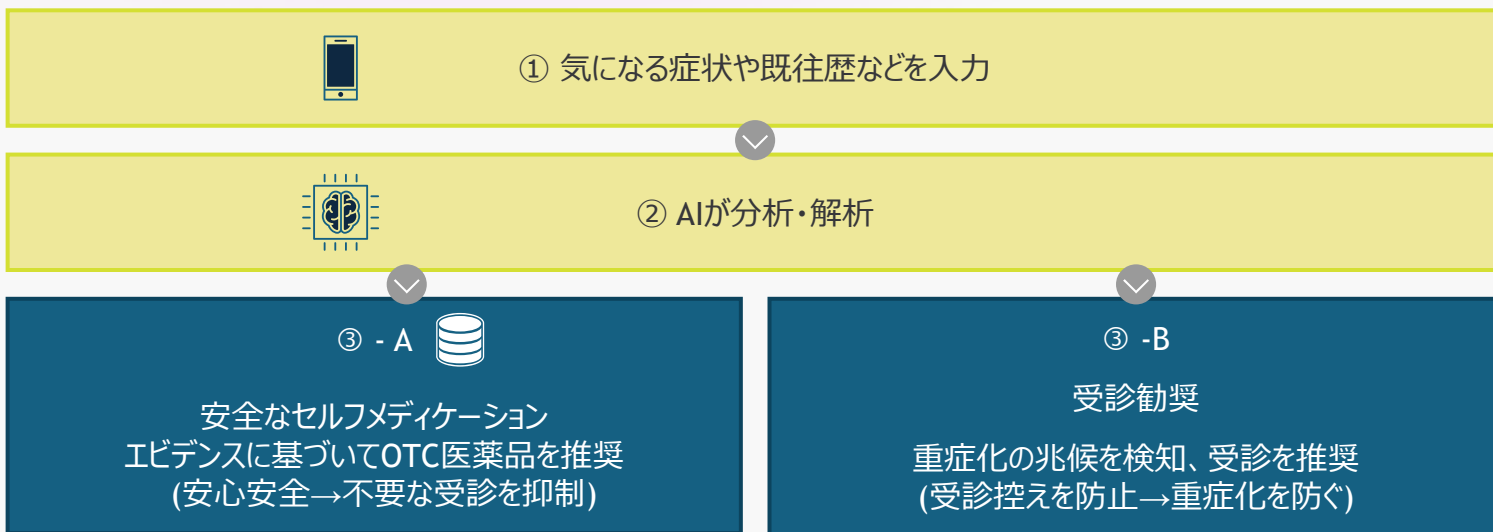 ① 気になる症状や既往歴などを入力
② AIが分析・解析
③ - A
安全なセルフメディケーション
エビデンスに基づいてOTC医薬品を推奨
(安心安全→不要な受診を抑制)
③ -B
受診勧奨
重症化の兆候を検知、受診を推奨
(受診控えを防止→重症化を防ぐ)